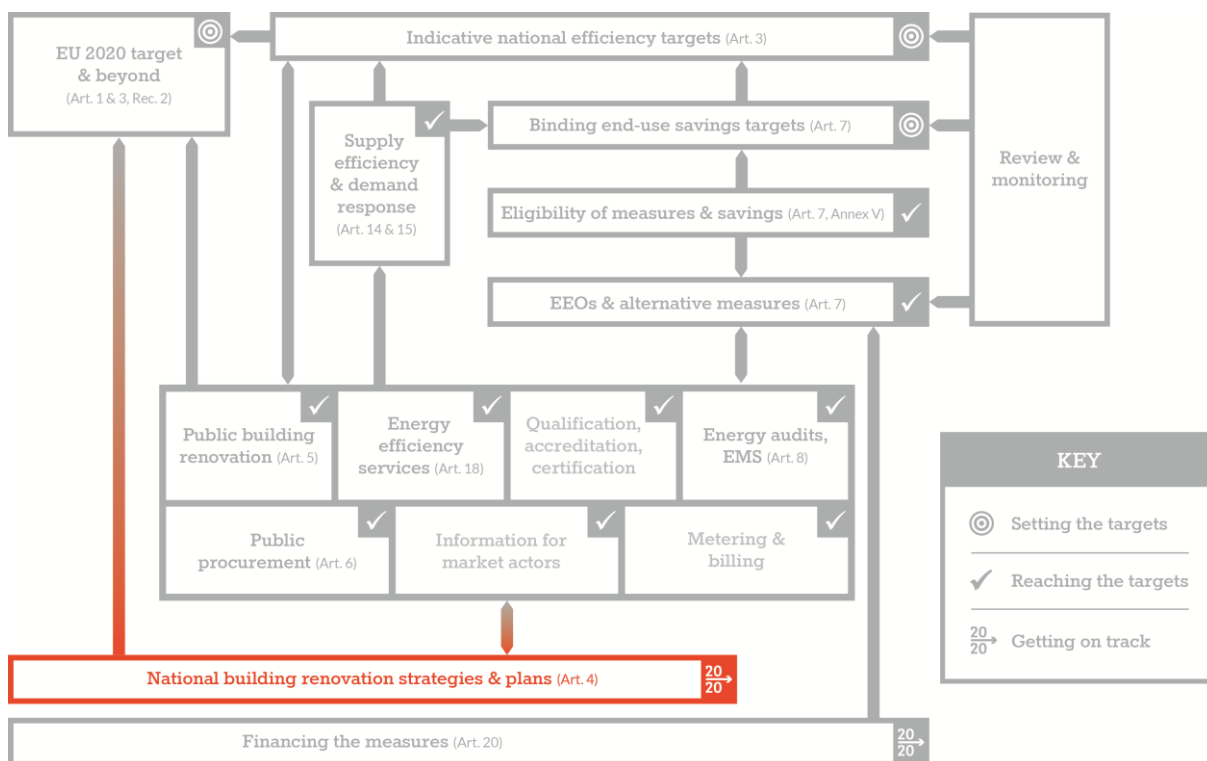 EU 2020 target
& beyond
(Art. 1 & 3, Rec. 2)
Indicative national efficiency targets (Art. 3)
Supply
efficiency
& demand
response
(Art. 14 & 15)
Binding end-use savings targets (Art. 7)
Eligibility of measures & savings (Art. 7, Annex V)
EEOs & alternative measures (Art. 7)
Review &
monitoring
Public building
renovation (Art. 5)
Energy
efficiency
services (Art. 18)
Qualification,
accreditation,
certification
Energy audits,
EMS (Art. 8)
Public
procurement (Art. 6)
Information for
market actors
Metering &
billing
National building renovation strategies & plans (Art. 4)
20
20
Financing the measures (Art. 20)
20
20
KEY
Setting the targets
Reaching the targets
20
20
Getting on track